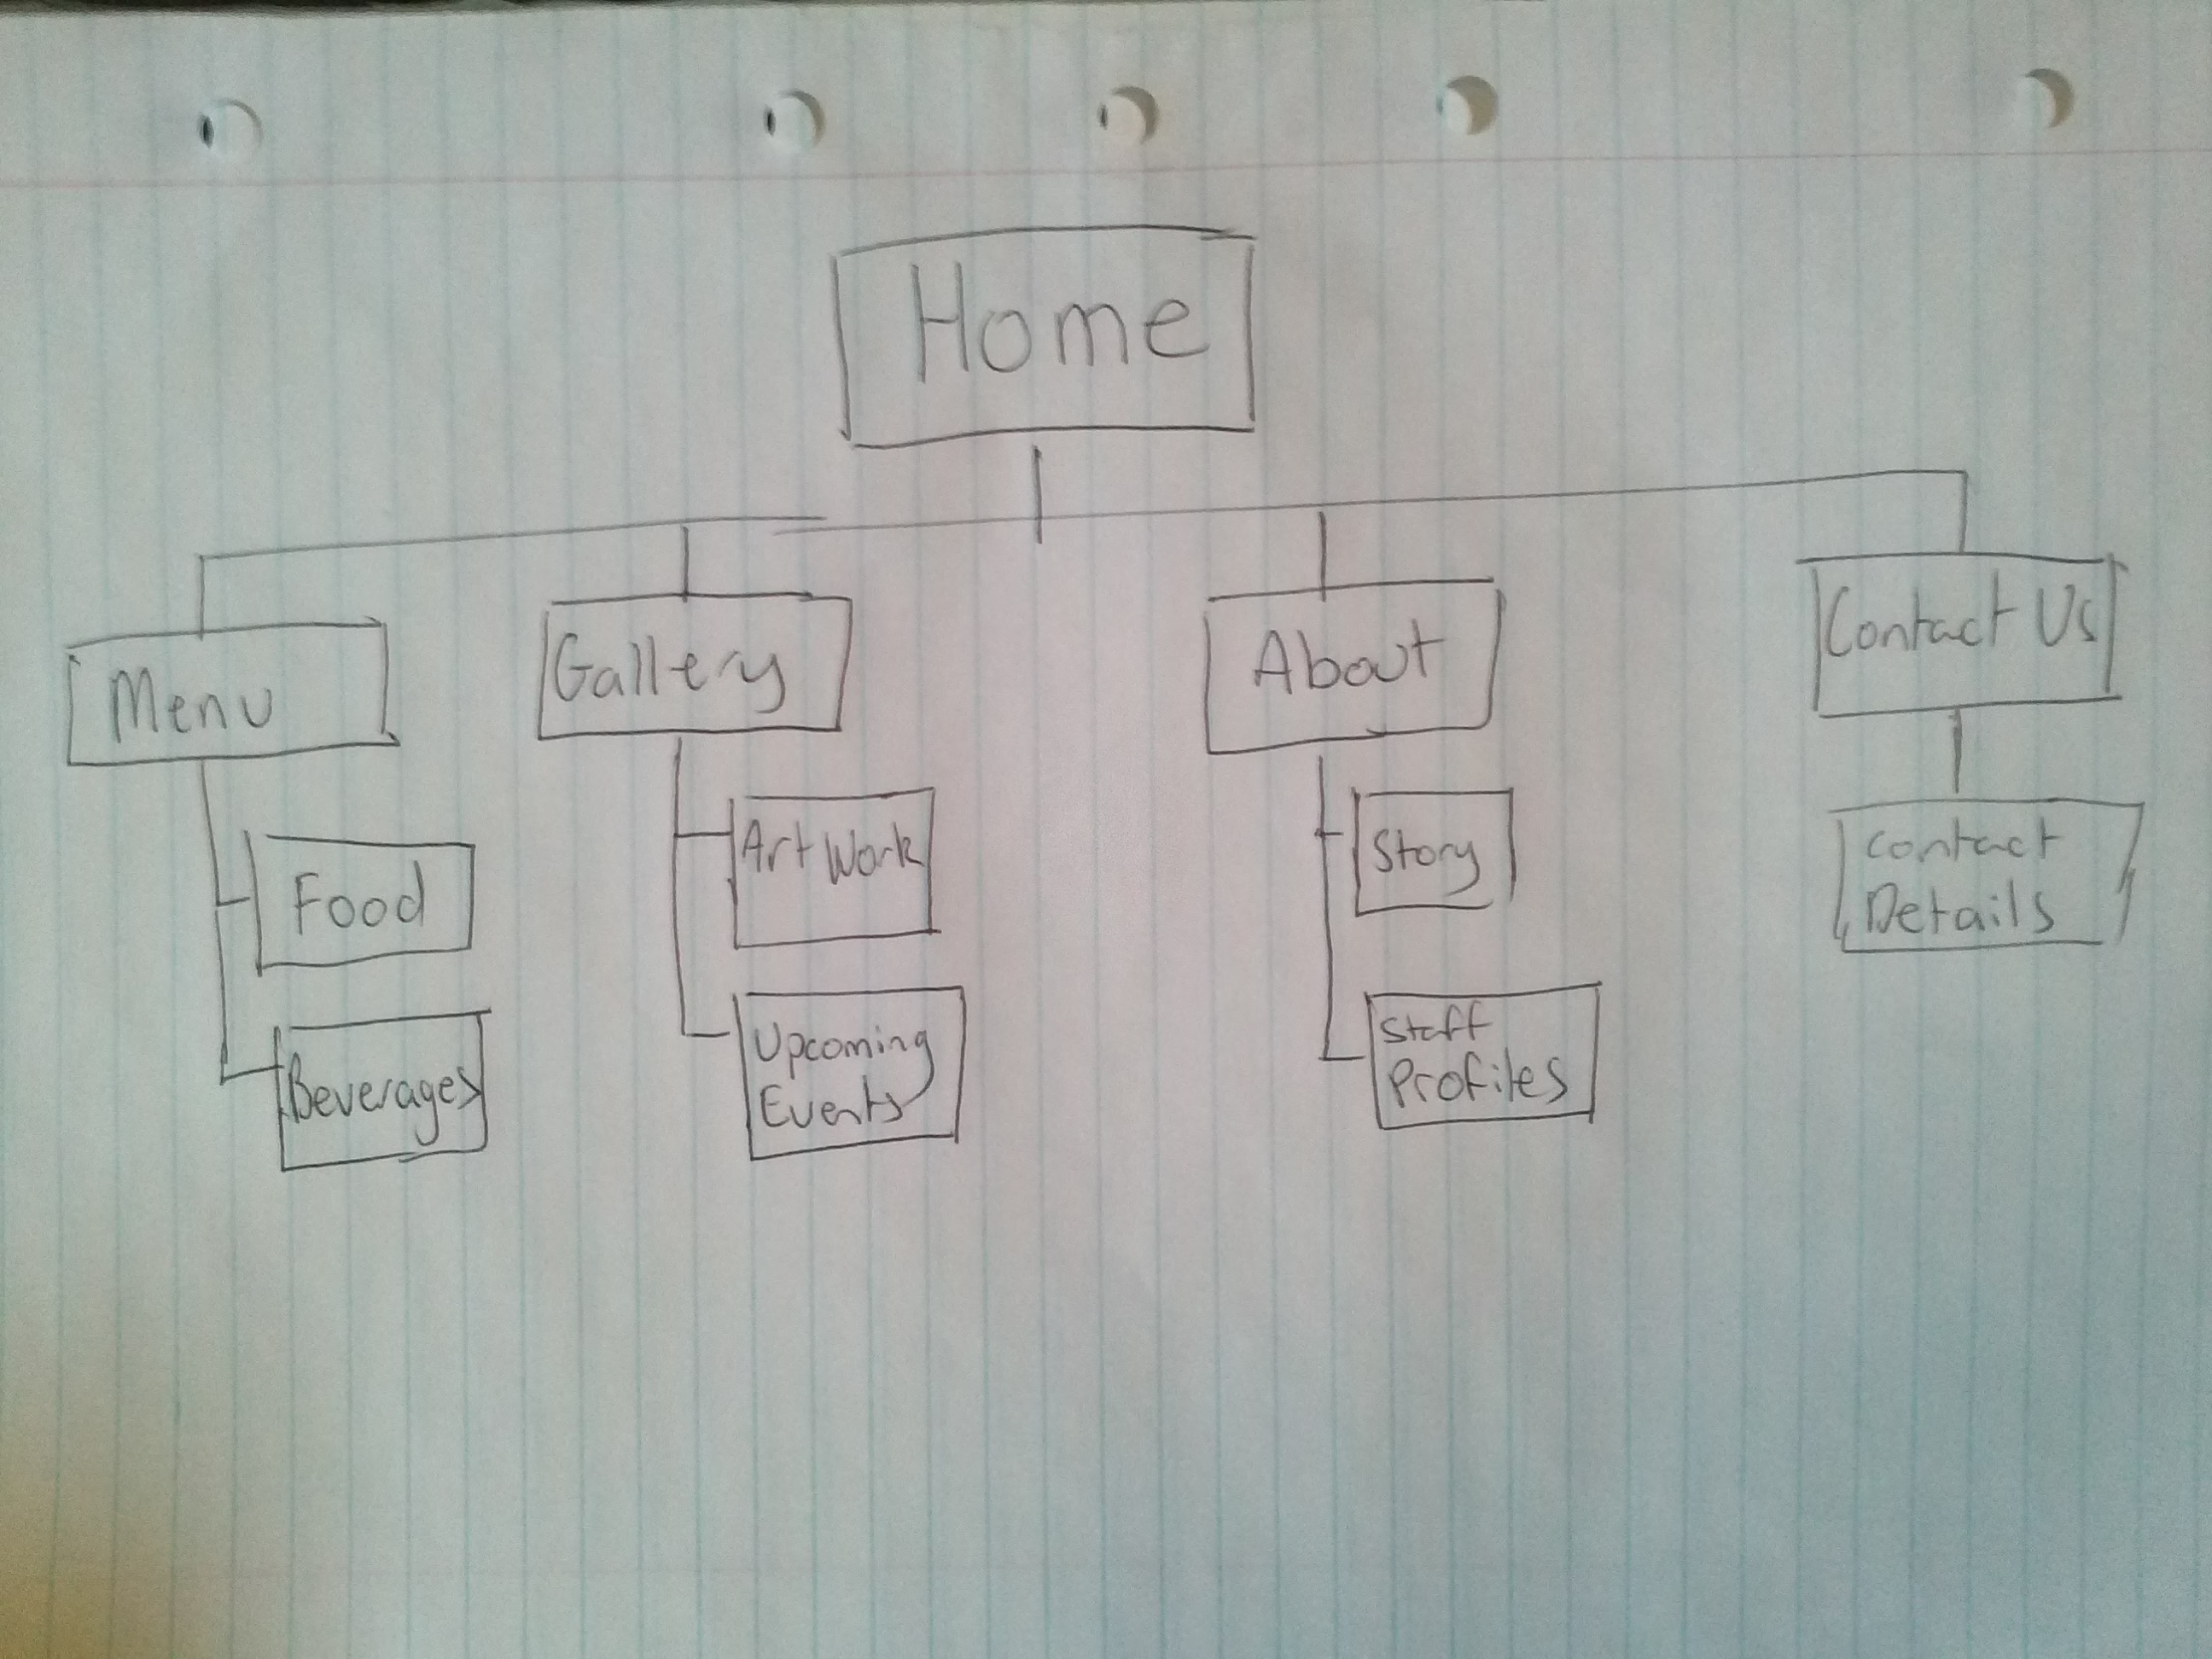 Home
Menu
Gallery
About
Contact Us
Food
Beverages
Art Work
Upcoming
Events
Story
Staff
Profiles
Contact
Details